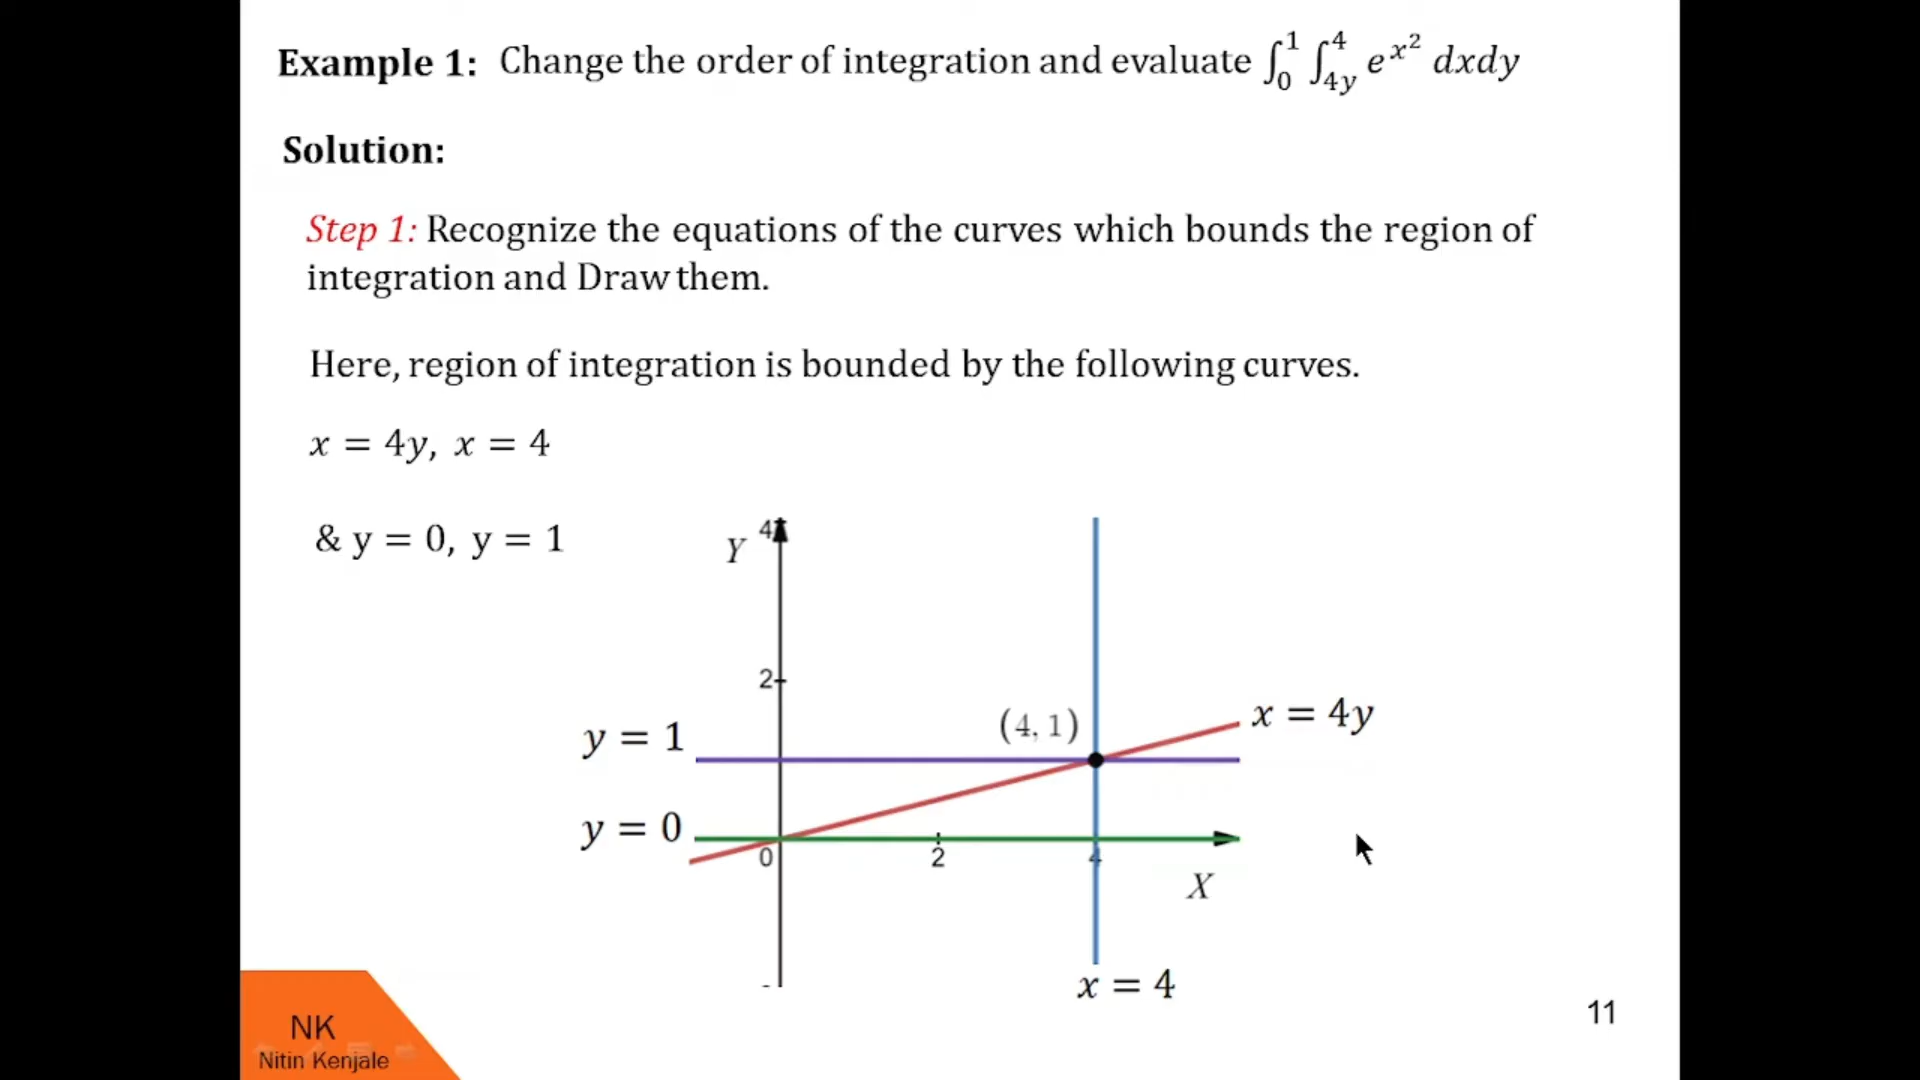 Example 1: Change the order of integration and evaluate ∫₀¹ ∫₄ᵧ⁴ eˣ² dxdy
Solution:
Step 1: Recognize the equations of the curves which bounds the region of
integration and Draw them.
Here, region of integration is bounded by the following curves.
x = 4y, x = 4
& y = 0, y = 1
4
Y
2
(4, 1)
x = 4y
y = 1
y = 0
0
2
4
X
x = 4
11
NK
Nitin Kenjale